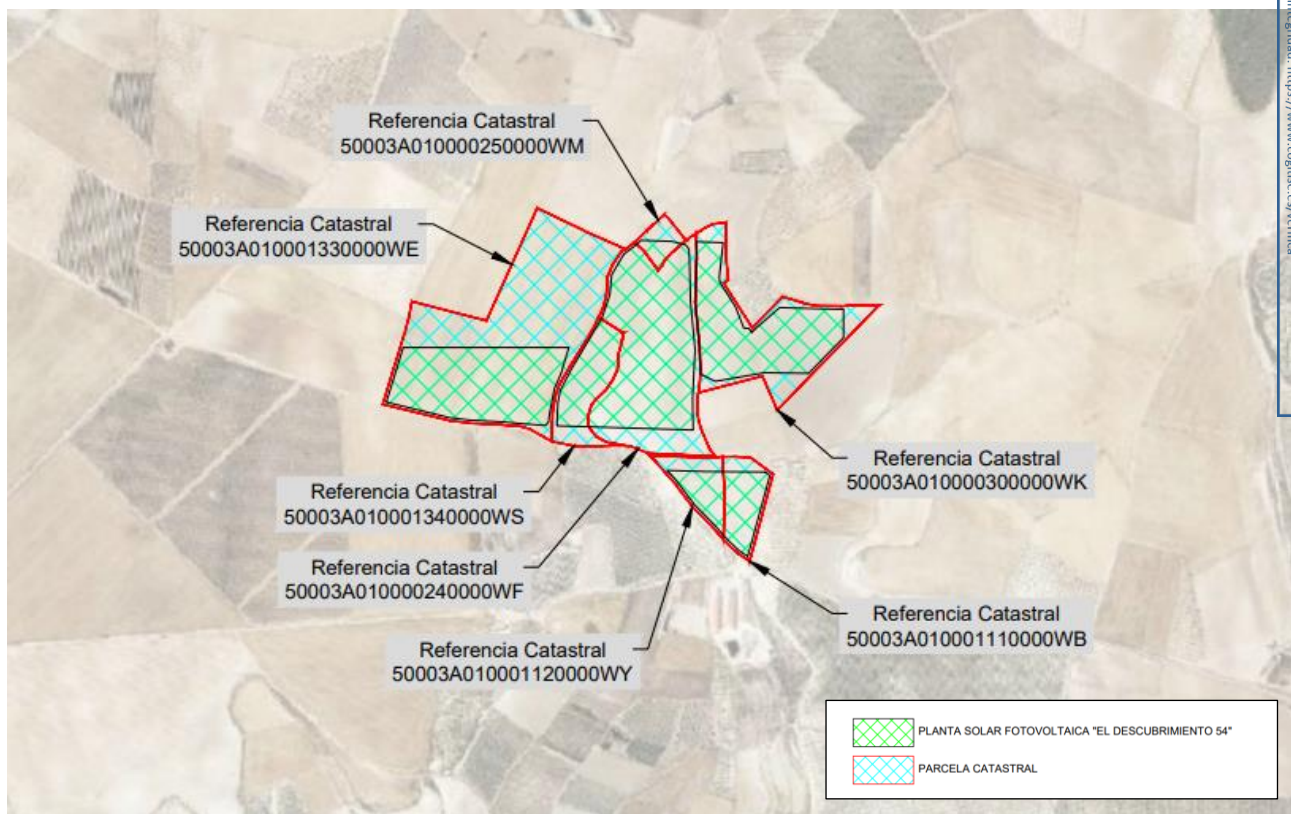 Referencia Catastral
50003A010000250000WM
Referencia Catastral
50003A010001330000WE
Referencia Catastral
50003A010000300000WK
Referencia Catastral
50003A010001340000WS
Referencia Catastral
50003A010000240000WF
Referencia Catastral
50003A010001110000WB
Referencia Catastral
50003A010001120000WY
PLANTA SOLAR FOTOVOLTAICA "EL DESCUBRIMIENTO 54"
PARCELA CATASTRAL